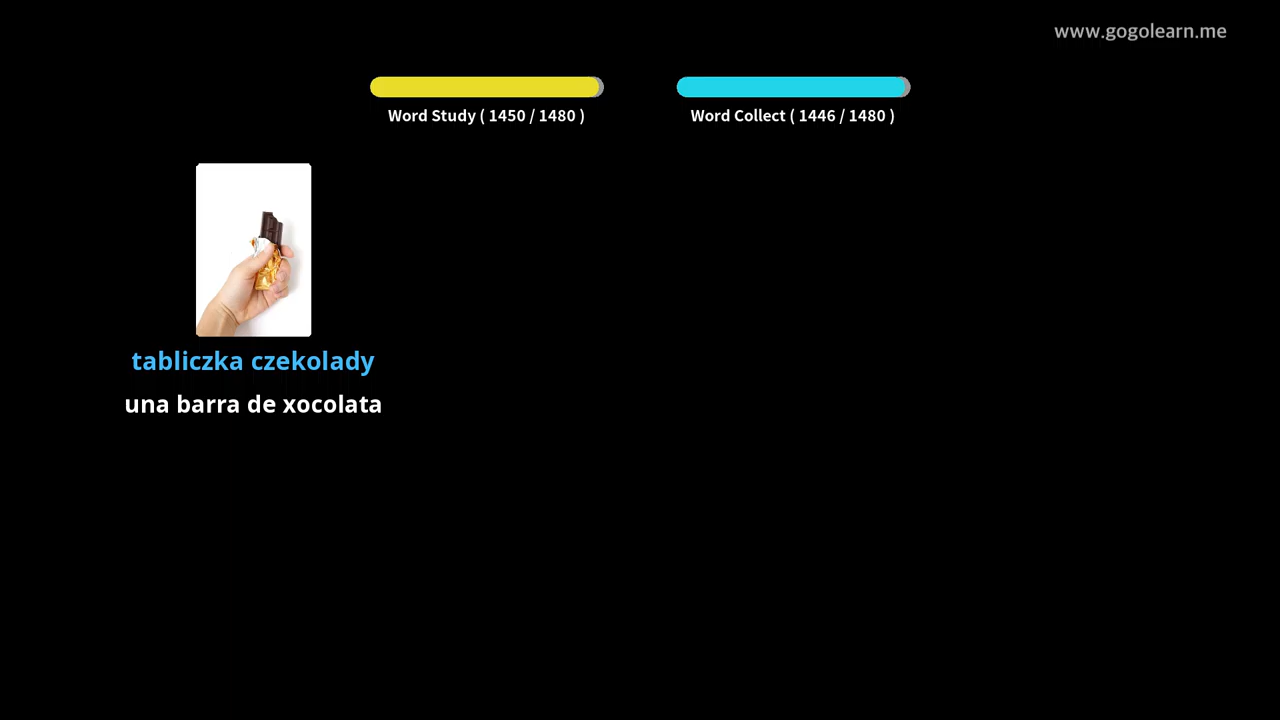 www.gogolearn.me
Word Study ( 1450 / 1480 )
Word Collect ( 1446 / 1480 )
tabliczka czekolady
una barra de xocolata